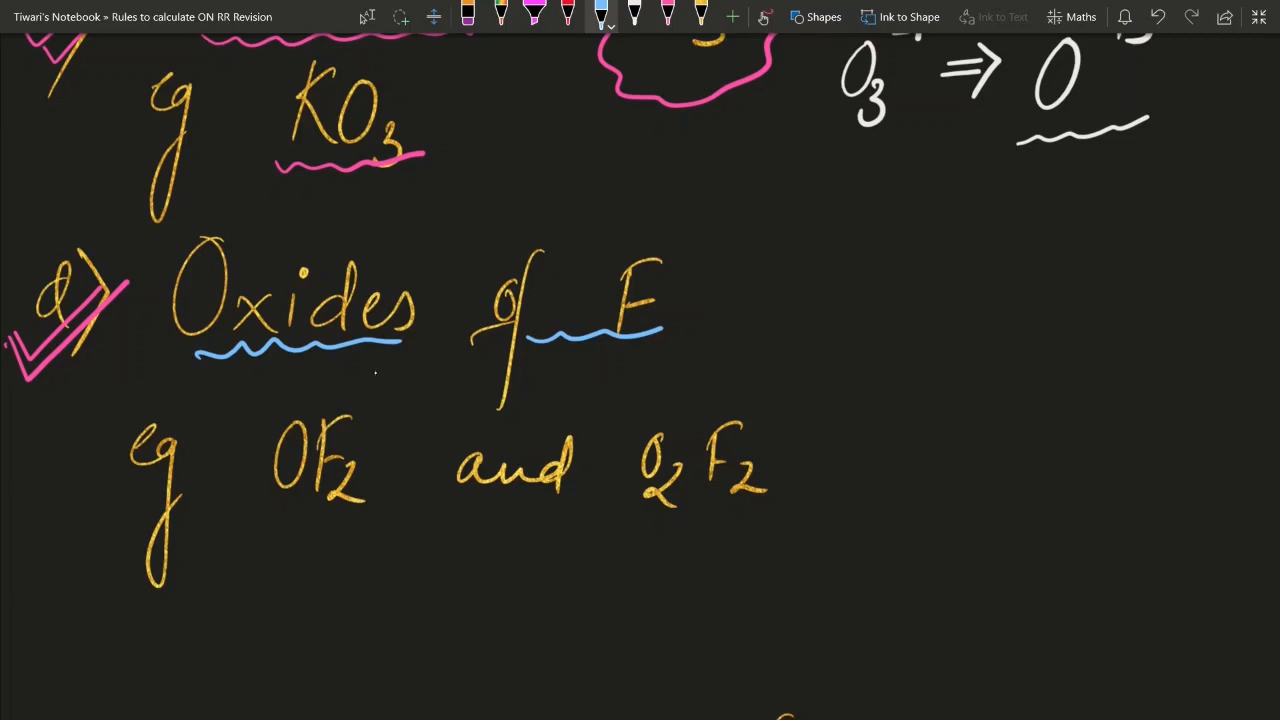 Tiwari's Notebook » Rules to calculate ON RR Revision
Shapes Ink to Shape Ink to Text Maths
eg KO3
O3 ⇒ O
d) Oxides of F
eg OF2 and O2F2